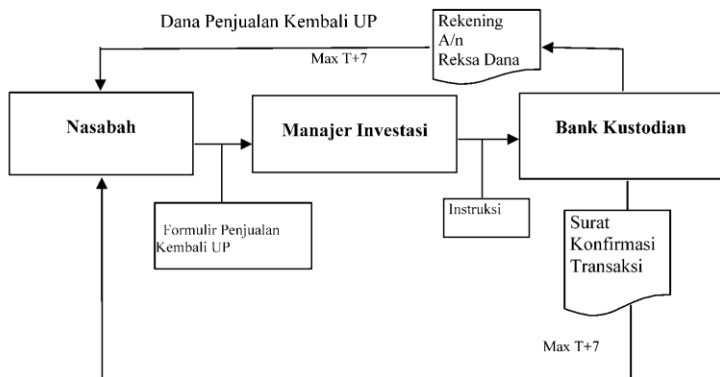 Dana Penjualan Kembali UP
Max T+7
Rekening
A/n
Reksa Dana
Nasabah
Manajer Investasi
Bank Kustodian
Formulir Penjualan
Kembali UP
Instruksi
Surat
Konfirmasi
Transaksi
Max T+7